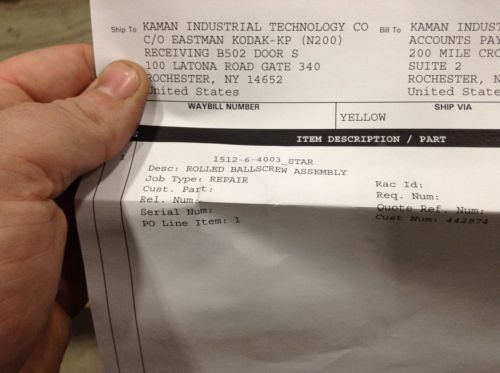 Ship To KAMAN INDUSTRIAL TECHNOLOGY CO
C/O EASTMAN KODAK-KP (N200)
RECEIVING B502 DOOR S
100 LATONA ROAD GATE 340
ROCHESTER, NY 14652
United States
Bill To KAMAN INDUS
ACCOUNTS PAY
200 MILE CRO
SUITE 2
ROCHESTER, N
United State
WAYBILL NUMBER
SHIP VIA
YELLOW
ITEM DESCRIPTION / PART
1512-6-4003_STAR
Desc: ROLLED BALLSCREW ASSEMBLY
Job Type: REPAIR
Cust. Part:
Rel. Num:
Serial Num:
PO Line Item: 1
Rac Id:
Req. Num:
Quote Ref. Num:
Cust Num: 442974